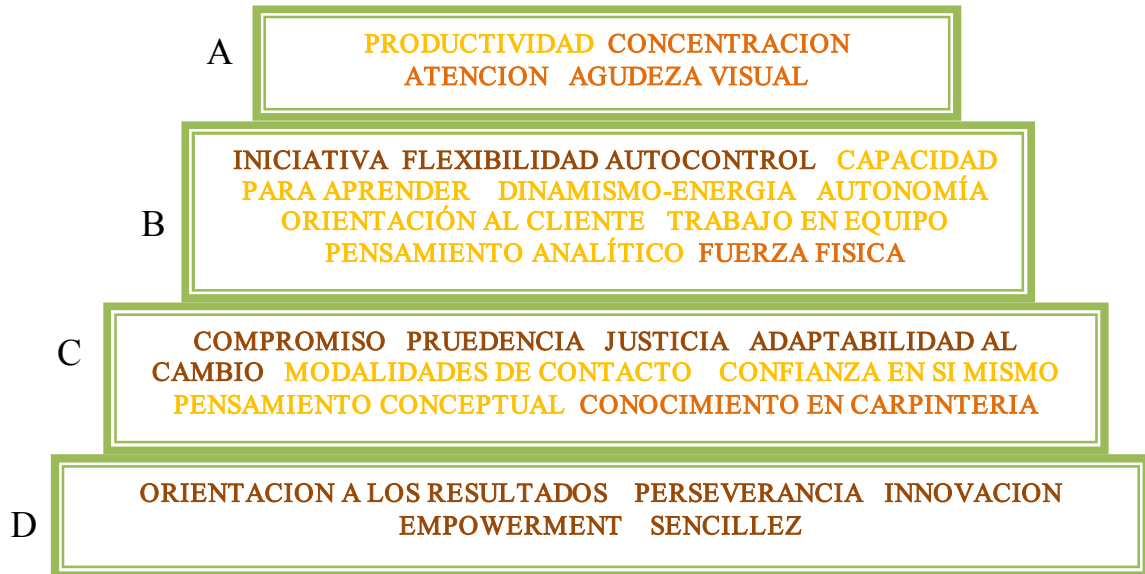 A
PRODUCTIVIDAD CONCENTRACION
ATENCION AGUDEZA VISUAL
B
INICIATIVA FLEXIBILIDAD AUTOCONTROL CAPACIDAD
PARA APRENDER DINAMISMO-ENERGIA AUTONOMÍA
ORIENTACIÓN AL CLIENTE TRABAJO EN EQUIPO
PENSAMIENTO ANALÍTICO FUERZA FISICA
C
COMPROMISO PRUEDENCIA JUSTICIA ADAPTABILIDAD AL
CAMBIO MODALIDADES DE CONTACTO CONFIANZA EN SI MISMO
PENSAMIENTO CONCEPTUAL CONOCIMIENTO EN CARPINTERIA
D
ORIENTACION A LOS RESULTADOS PERSEVERANCIA INNOVACION
EMPOWERMENT SENCILLEZ